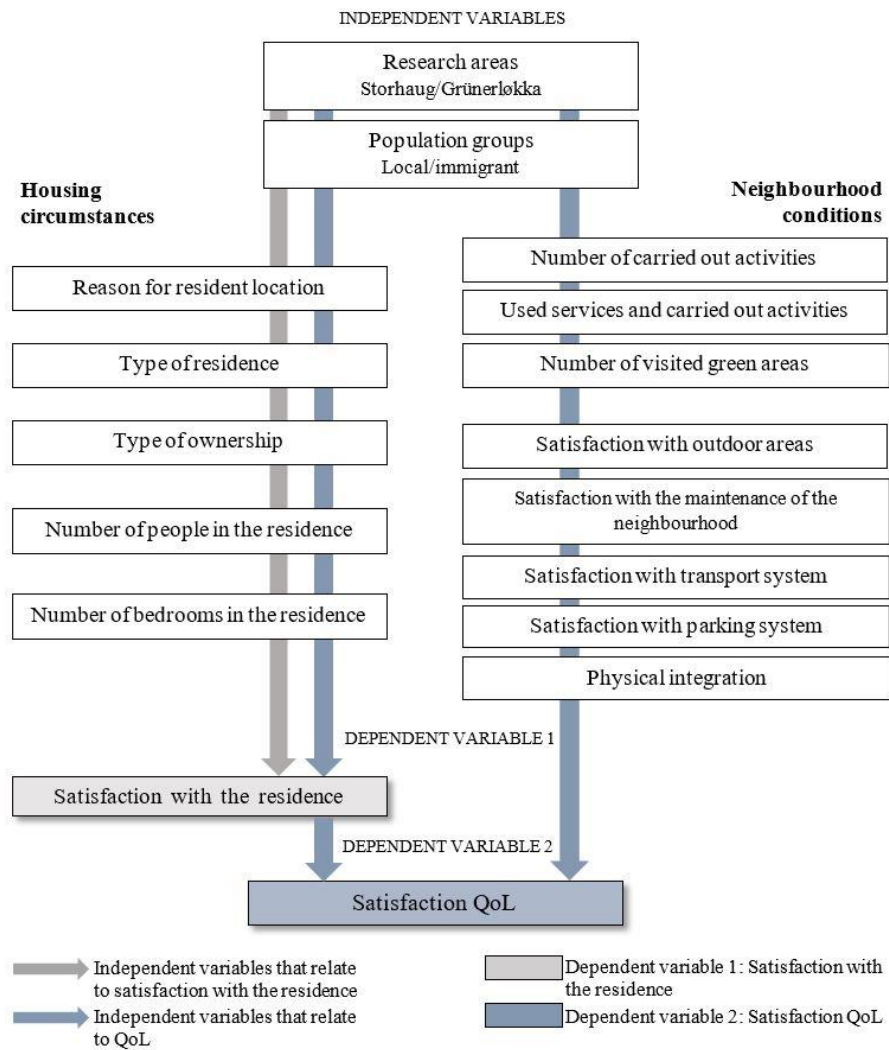 INDEPENDENT VARIABLES
Research areas
Storhaug/Grünerløkka
Population groups
Local/immigrant
Housing
circumstances
Reason for resident location
Type of residence
Type of ownership
Number of people in the residence
Number of bedrooms in the residence
Neighbourhood
conditions
Number of carried out activities
Used services and carried out activities
Number of visited green areas
Satisfaction with outdoor areas
Satisfaction with the maintenance of the
neighbourhood
Satisfaction with transport system
Satisfaction with parking system
Physical integration
DEPENDENT VARIABLE 1
Satisfaction with the residence
DEPENDENT VARIABLE 2
Satisfaction QoL
Independent variables that relate
to satisfaction with the residence
Independent variables that relate
to QoL
Dependent variable 1: Satisfaction with
the residence
Dependent variable 2: Satisfaction QoL